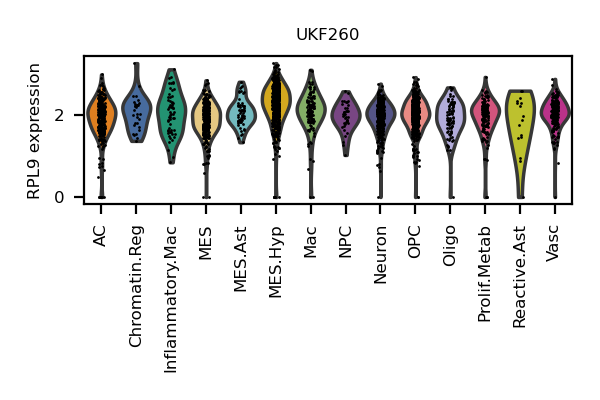 UKF260
RPL9 expression
2
0
AC
Chromatin.Reg
Inflammatory.Mac
MES
MES.Ast
MES.Hyp
Mac
NPC
Neuron
OPC
Oligo
Prolif.Metab
Reactive.Ast
Vasc